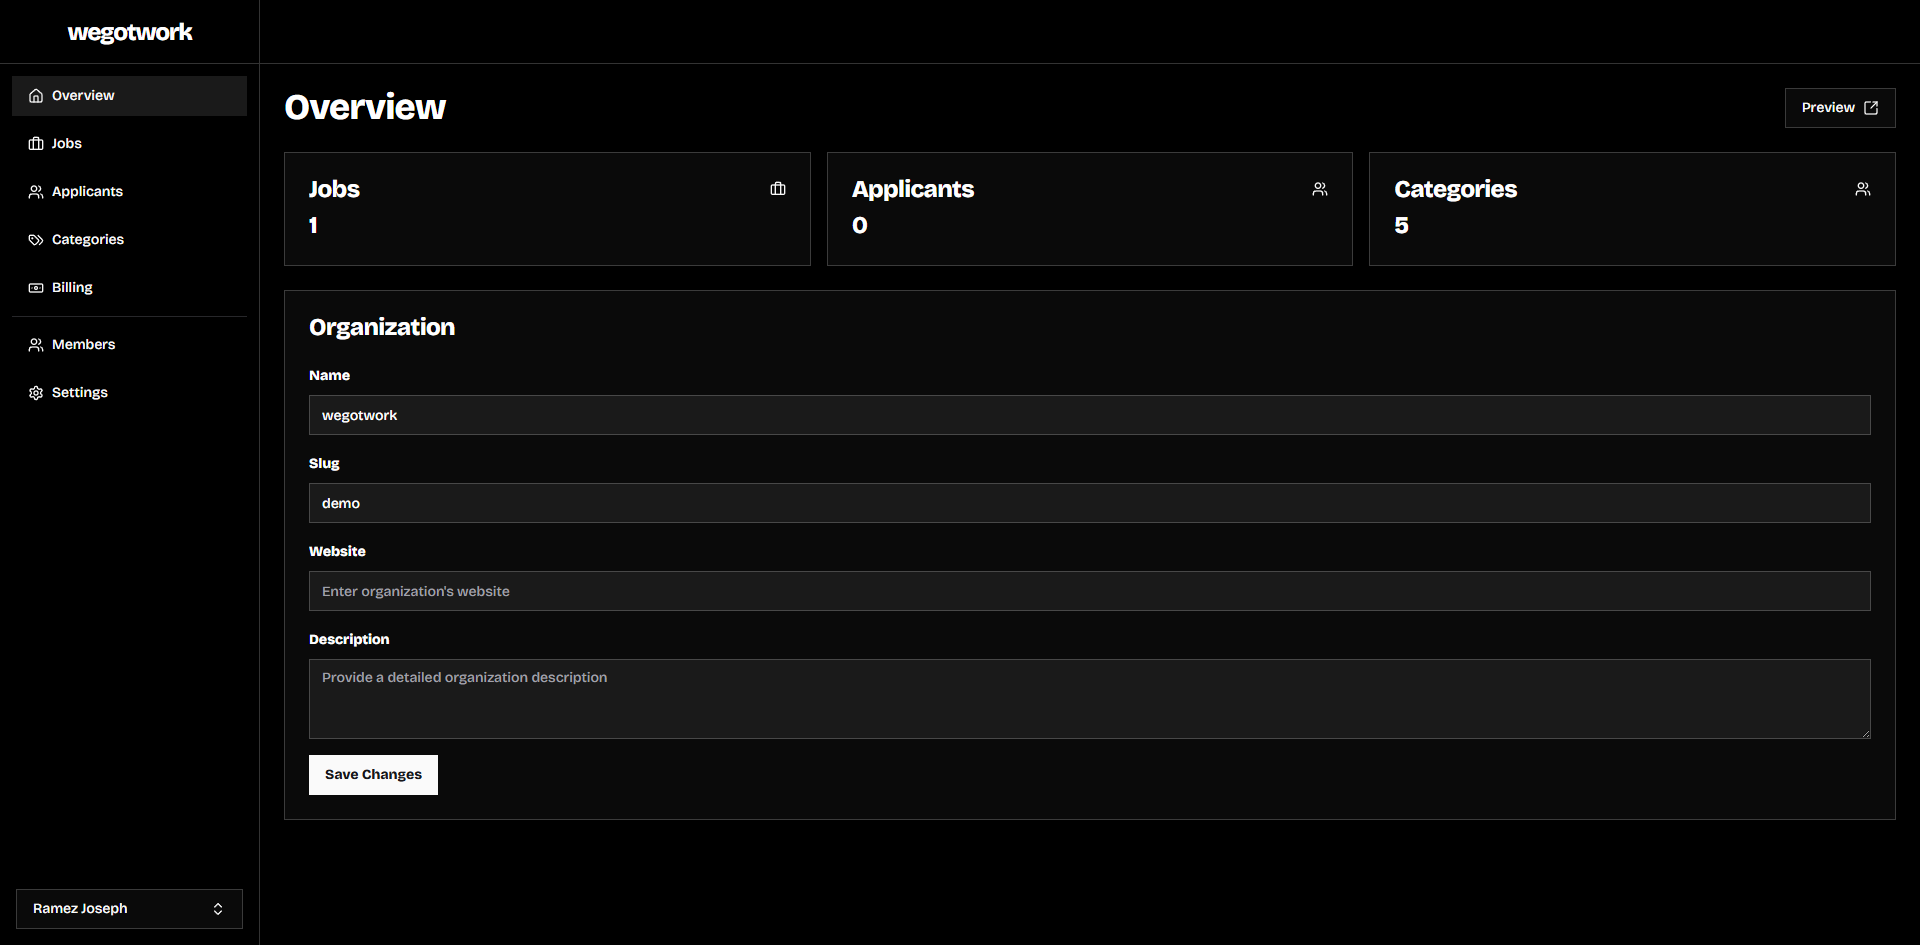 wegotwork
Overview
Jobs
Applicants
Categories
Billing
Members
Settings
Ramez Joseph
Overview
Preview
Jobs
1
Applicants
0
Categories
5
Organization
Name
wegotwork
Slug
demo
Website
Enter organization's website
Description
Provide a detailed organization description
Save Changes